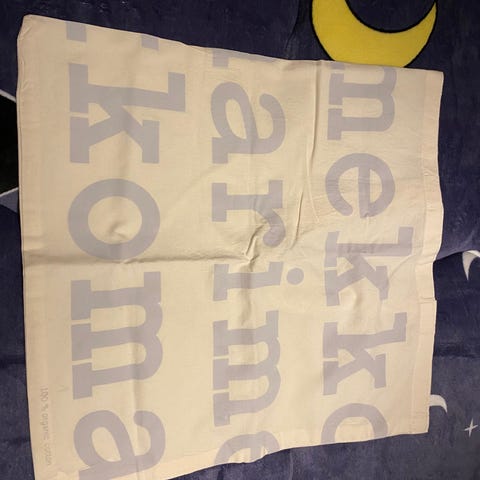 mekko
arime
koma
100 % organic cotton